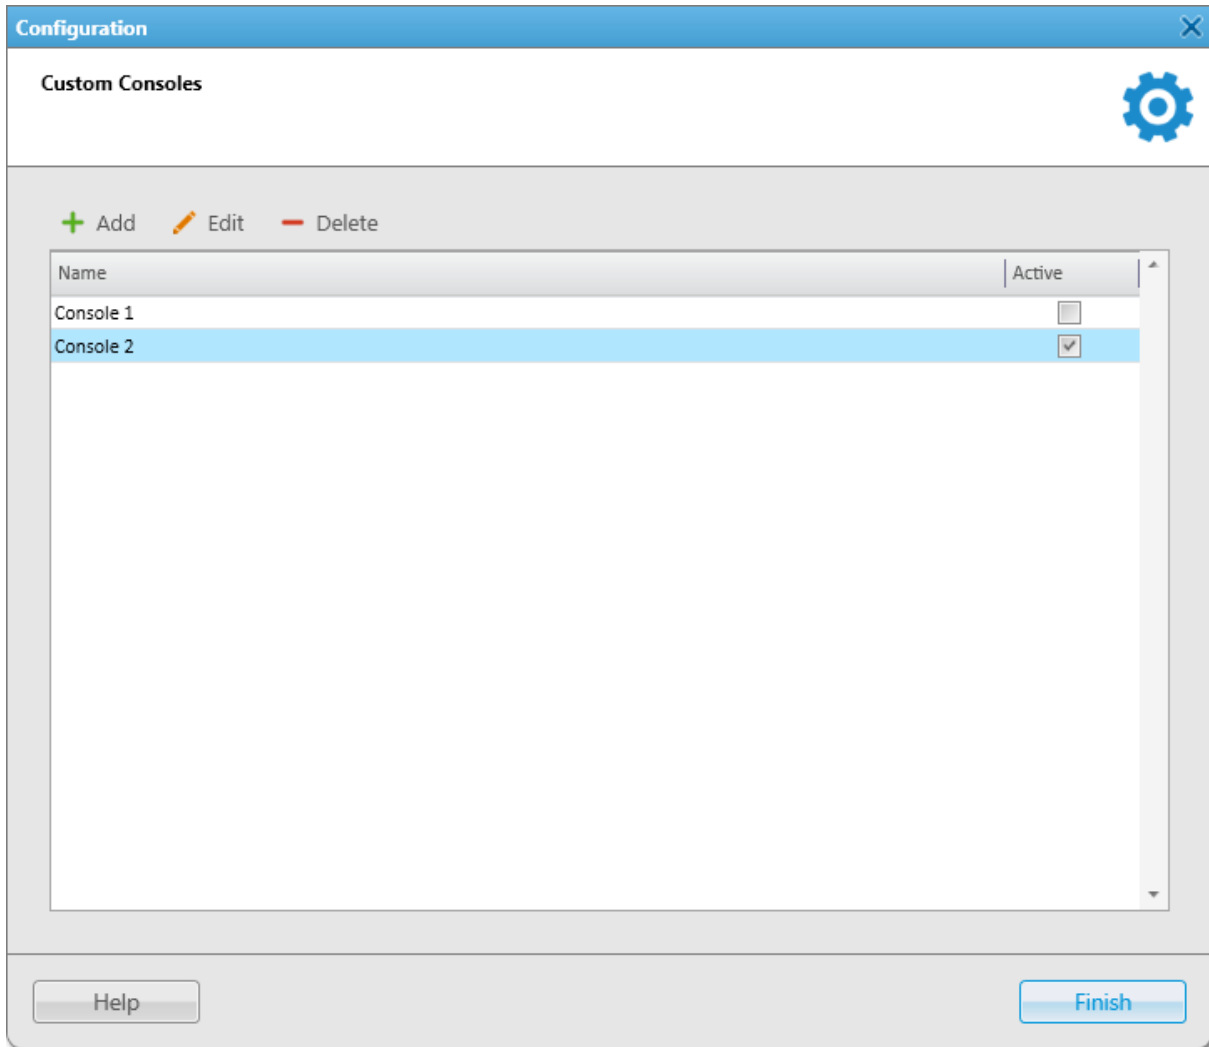 Configuration
Custom Consoles
Add Edit Delete
Name Active
Console 1
Console 2
Help Finish